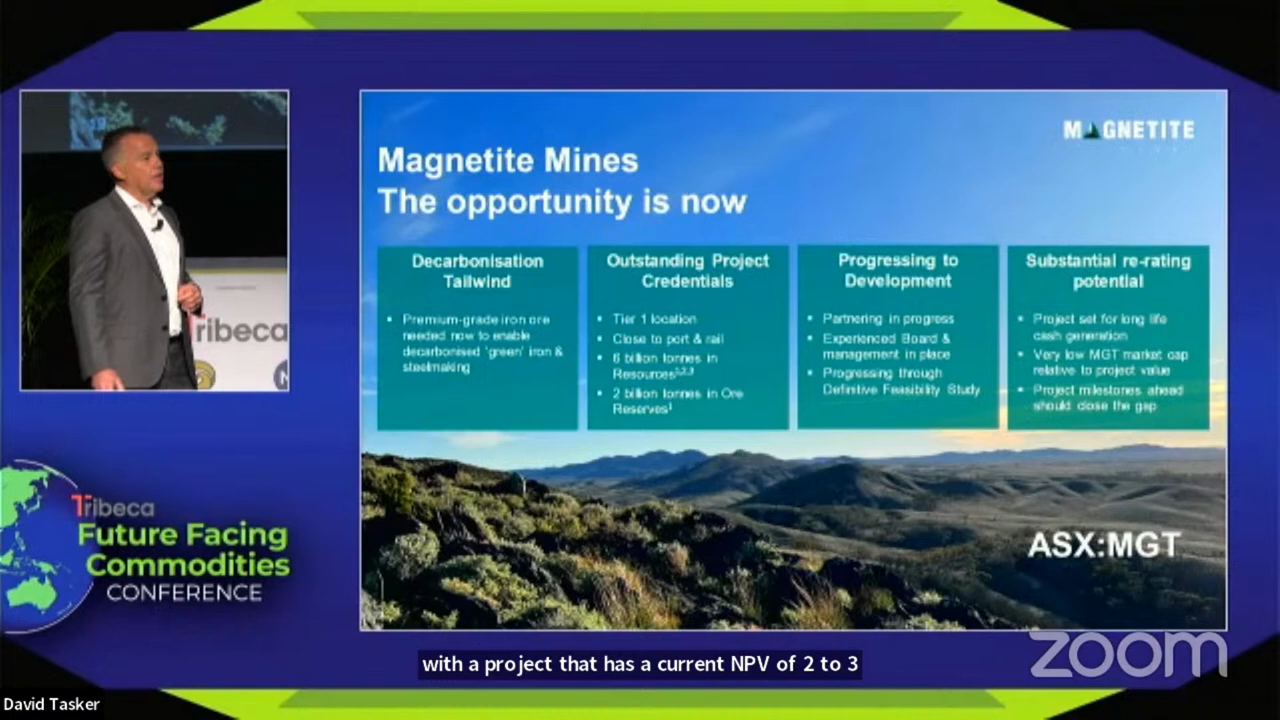 MAGNETITE
Magnetite Mines
The opportunity is now
Decarbonisation
Tailwind
• Premium-grade iron ore
needed now to enable
decarbonised 'green' iron &
steelmaking
Outstanding Project
Credentials
• Tier 1 location
• Close to port & rail
• 6 billion tonnes in
Resources
• 2 billion tonnes in Ore
Reserves¹
Progressing to
Development
• Partnering in progress
• Experienced Board &
management in place
• Progressing through
Definitive Feasibility Study
Substantial re-rating
potential
• Project set for long life
cash generation
• Very low MGT market cap
relative to project value
• Project milestones ahead
should close the gap
ASX:MGT
ribeca
Tribeca
Future Facing
Commodities
CONFERENCE
with a project that has a current NPV of 2 to 3
zoom
David Tasker